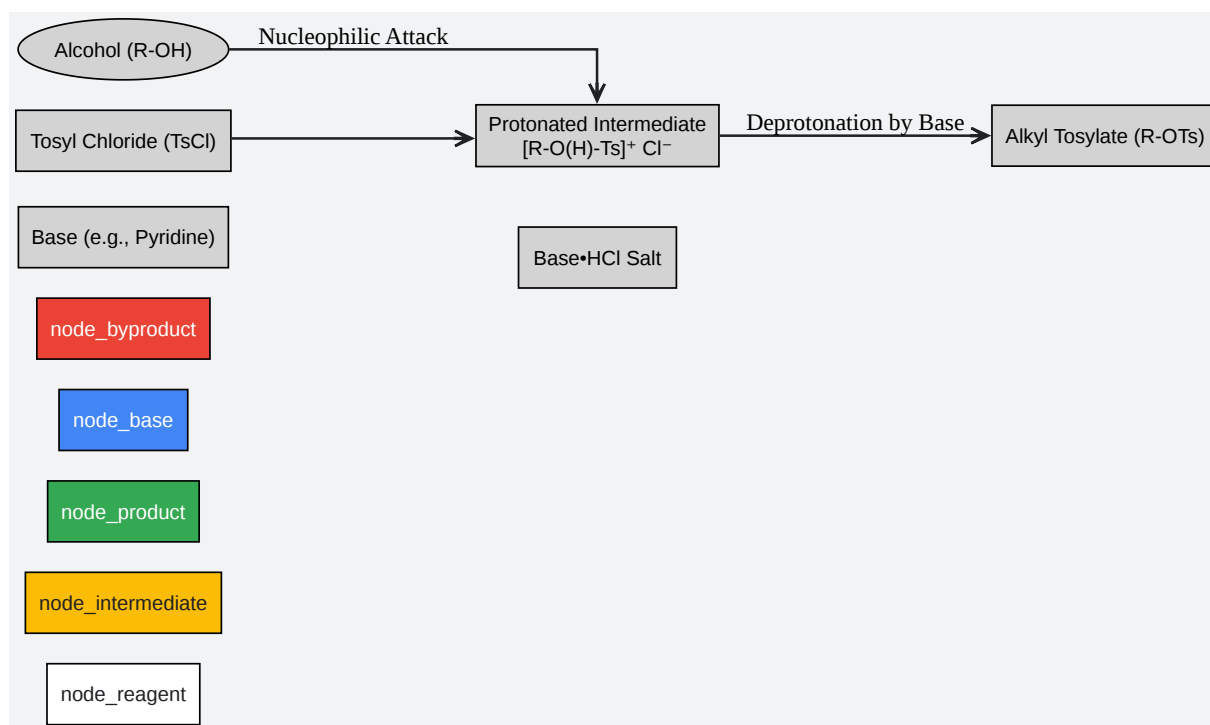 Alcohol (R-OH)
Nucleophilic Attack
Tosyl Chloride (TsCl)
Protonated Intermediate
[R-O(H)-Ts]⁺ Cl⁻
Deprotonation by Base
Alkyl Tosylate (R-OTs)
Base (e.g., Pyridine)
Base•HCl Salt
node_byproduct
node_base
node_product
node_intermediate
node_reagent